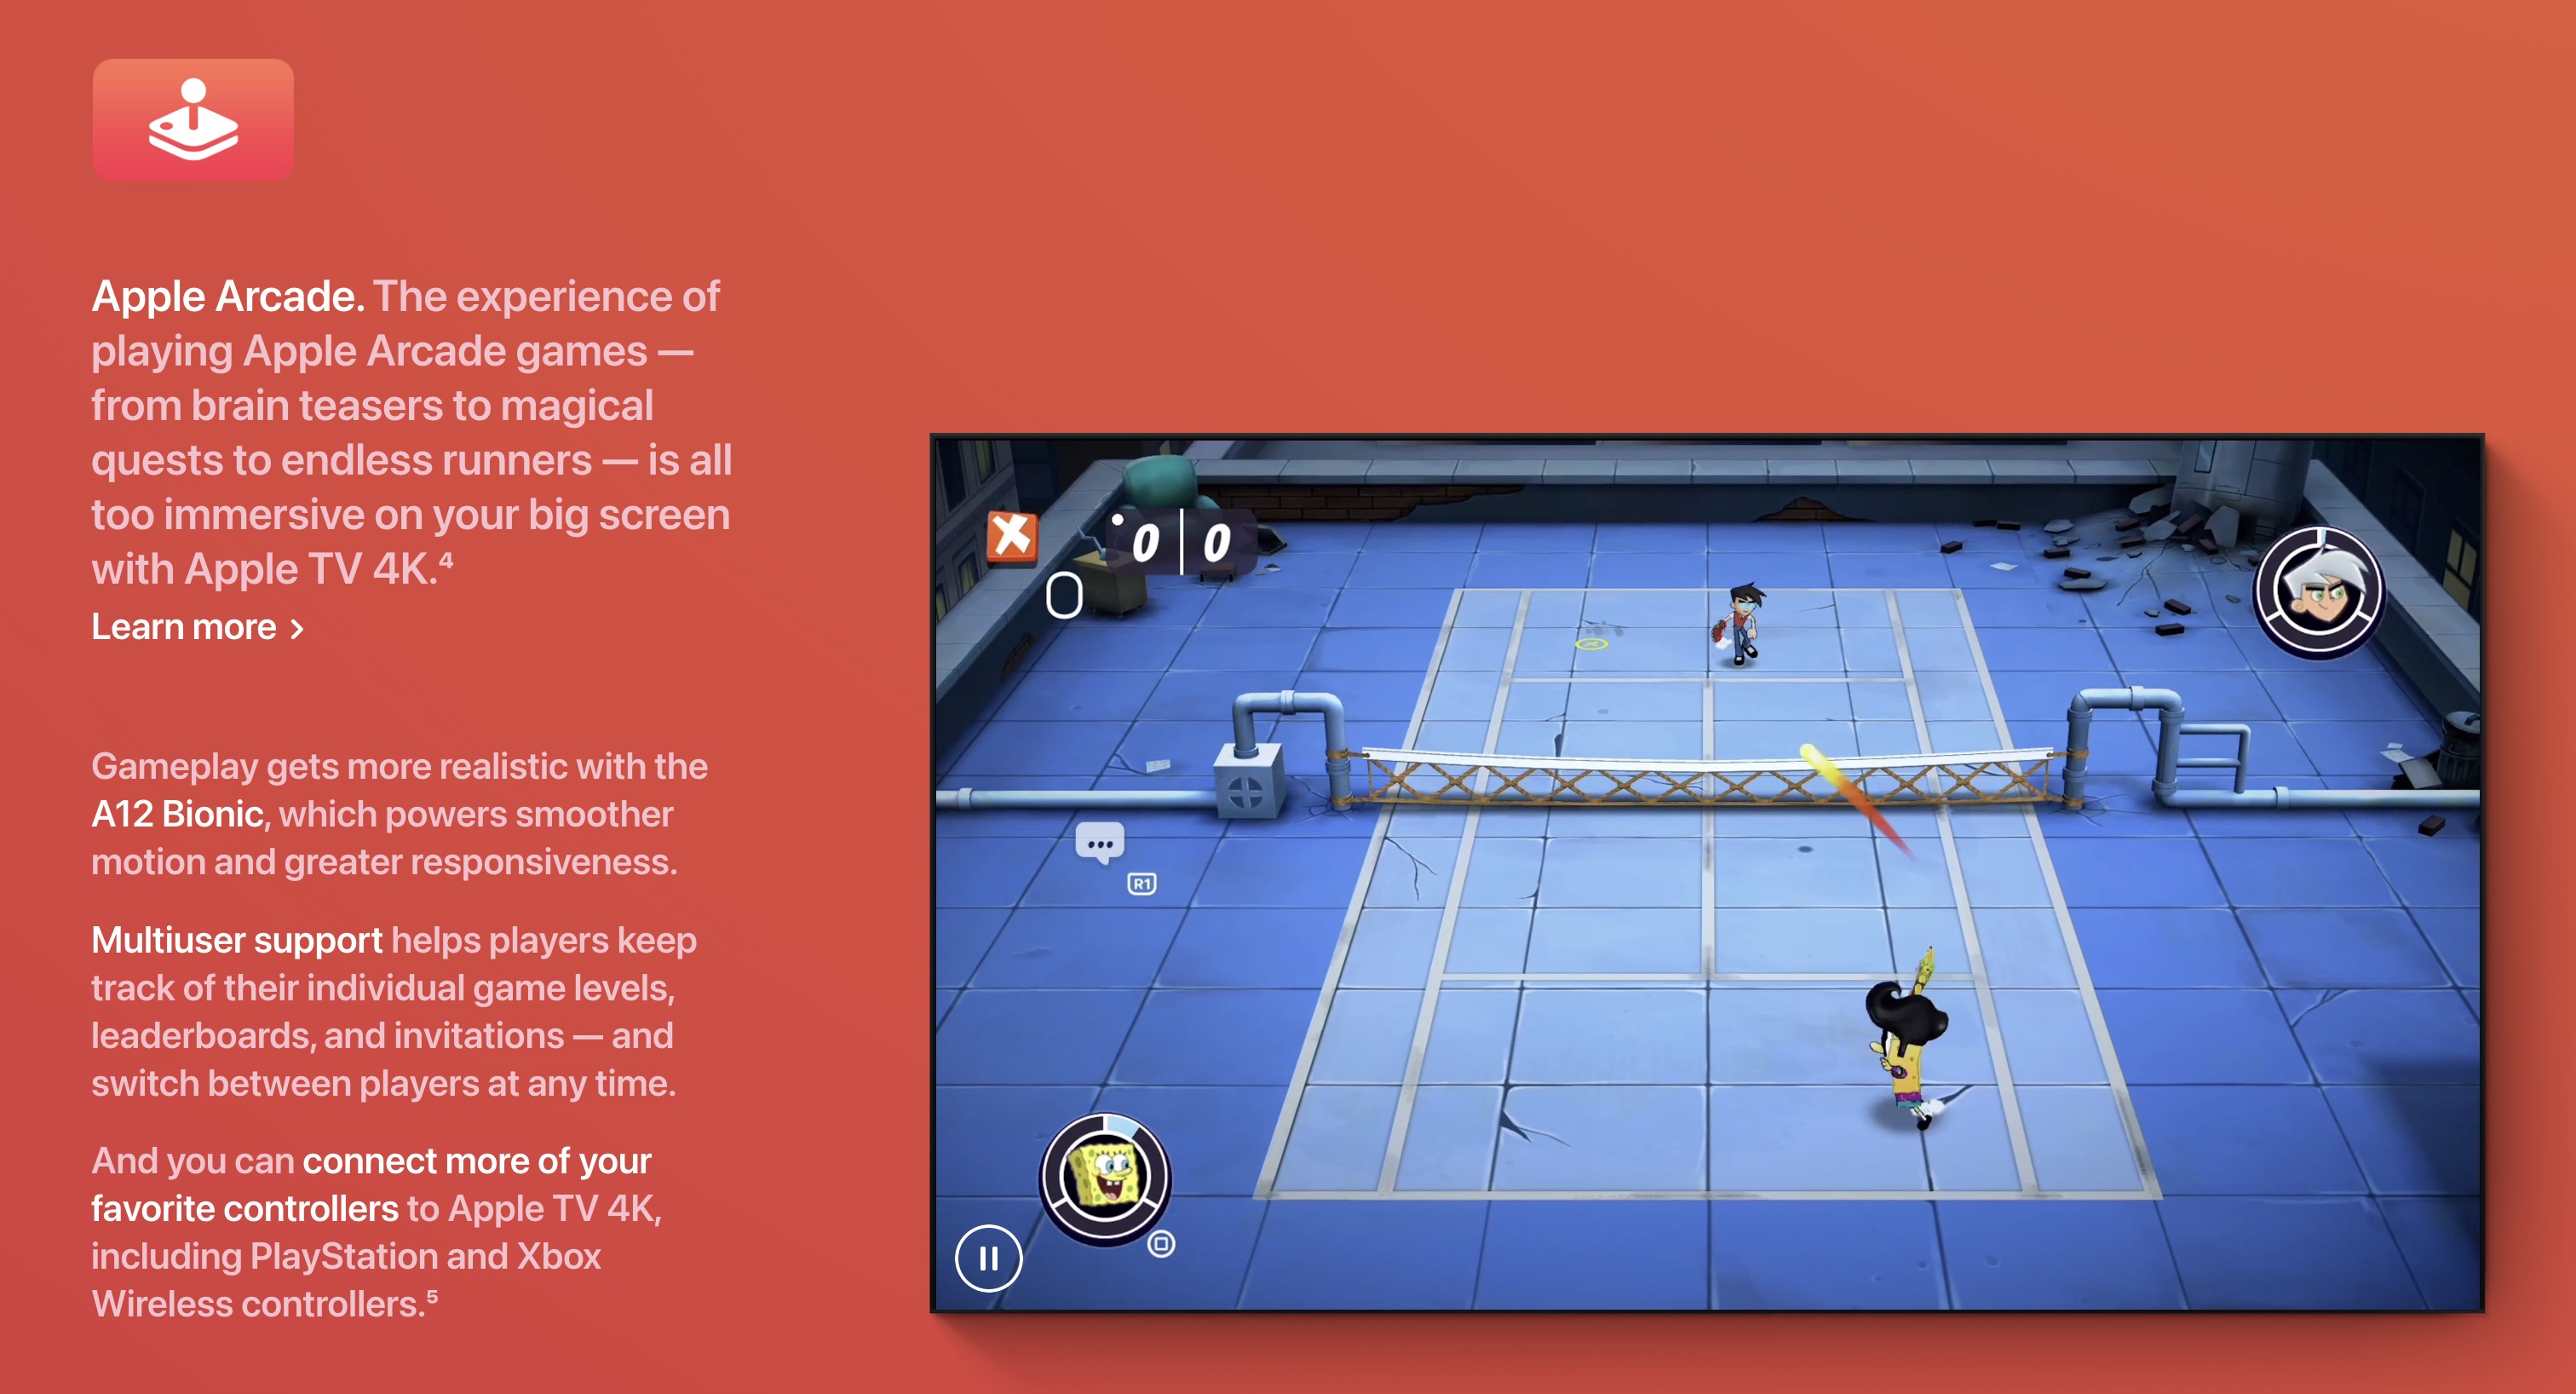 Apple Arcade. The experience of
playing Apple Arcade games —
from brain teasers to magical
quests to endless runners — is all
too immersive on your big screen
with Apple TV 4K.⁴
Learn more >
Gameplay gets more realistic with the
A12 Bionic, which powers smoother
motion and greater responsiveness.
Multiuser support helps players keep
track of their individual game levels,
leaderboards, and invitations — and
switch between players at any time.
And you can connect more of your
favorite controllers to Apple TV 4K,
including PlayStation and Xbox
Wireless controllers.⁵
0 | 0
0
R1